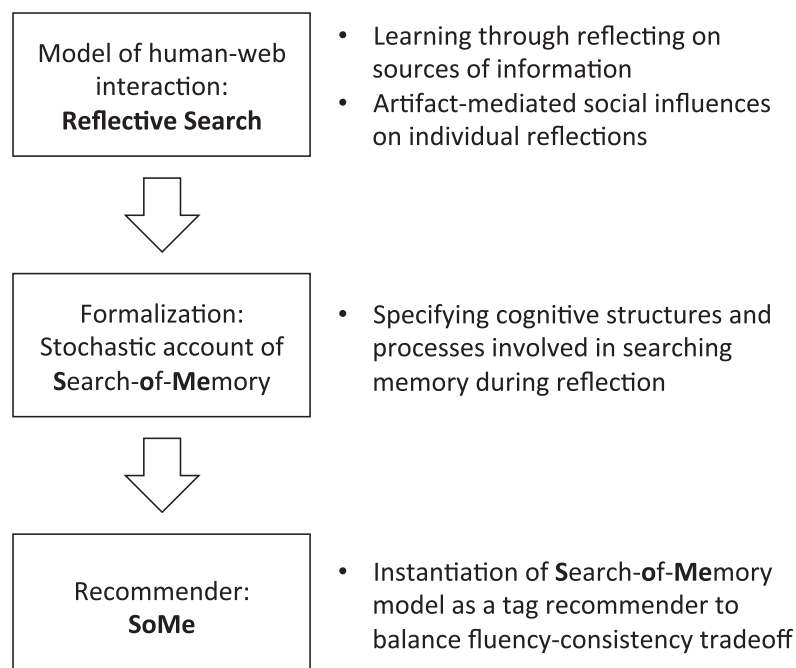 Model of human-web
interaction:
Reflective Search
• Learning through reflecting on
sources of information
• Artifact-mediated social influences
on individual reflections
Formalization:
Stochastic account of
Search-of-Memory
• Specifying cognitive structures and
processes involved in searching
memory during reflection
Recommender:
SoMe
• Instantiation of Search-of-Memory
model as a tag recommender to
balance fluency-consistency tradeoff